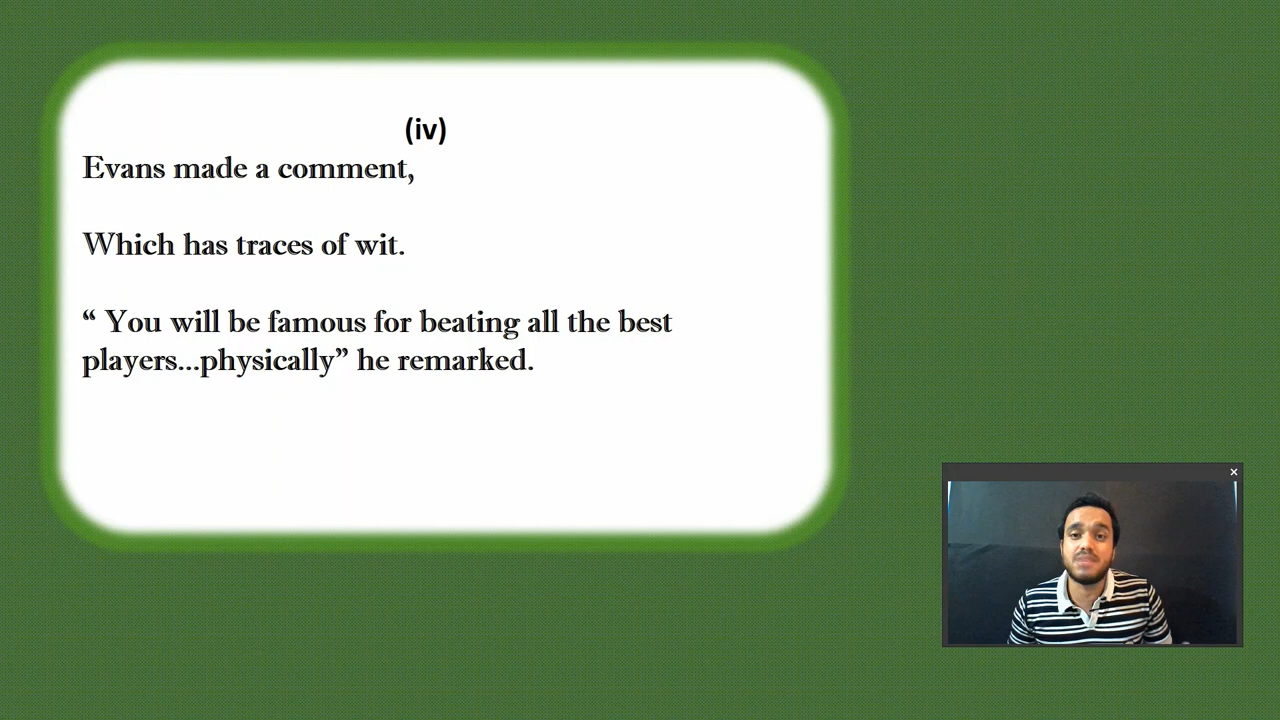 (iv)
Evans made a comment,
Which has traces of wit.
“ You will be famous for beating all the best
players...physically” he remarked.